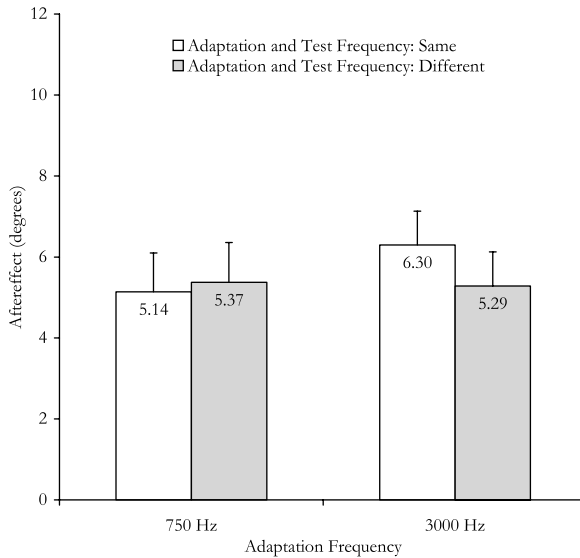 12
10
8
6
4
2
0
Aftereffect (degrees)
Adaptation and Test Frequency: Same
Adaptation and Test Frequency: Different
5.14
5.37
6.30
5.29
750 Hz
3000 Hz
Adaptation Frequency